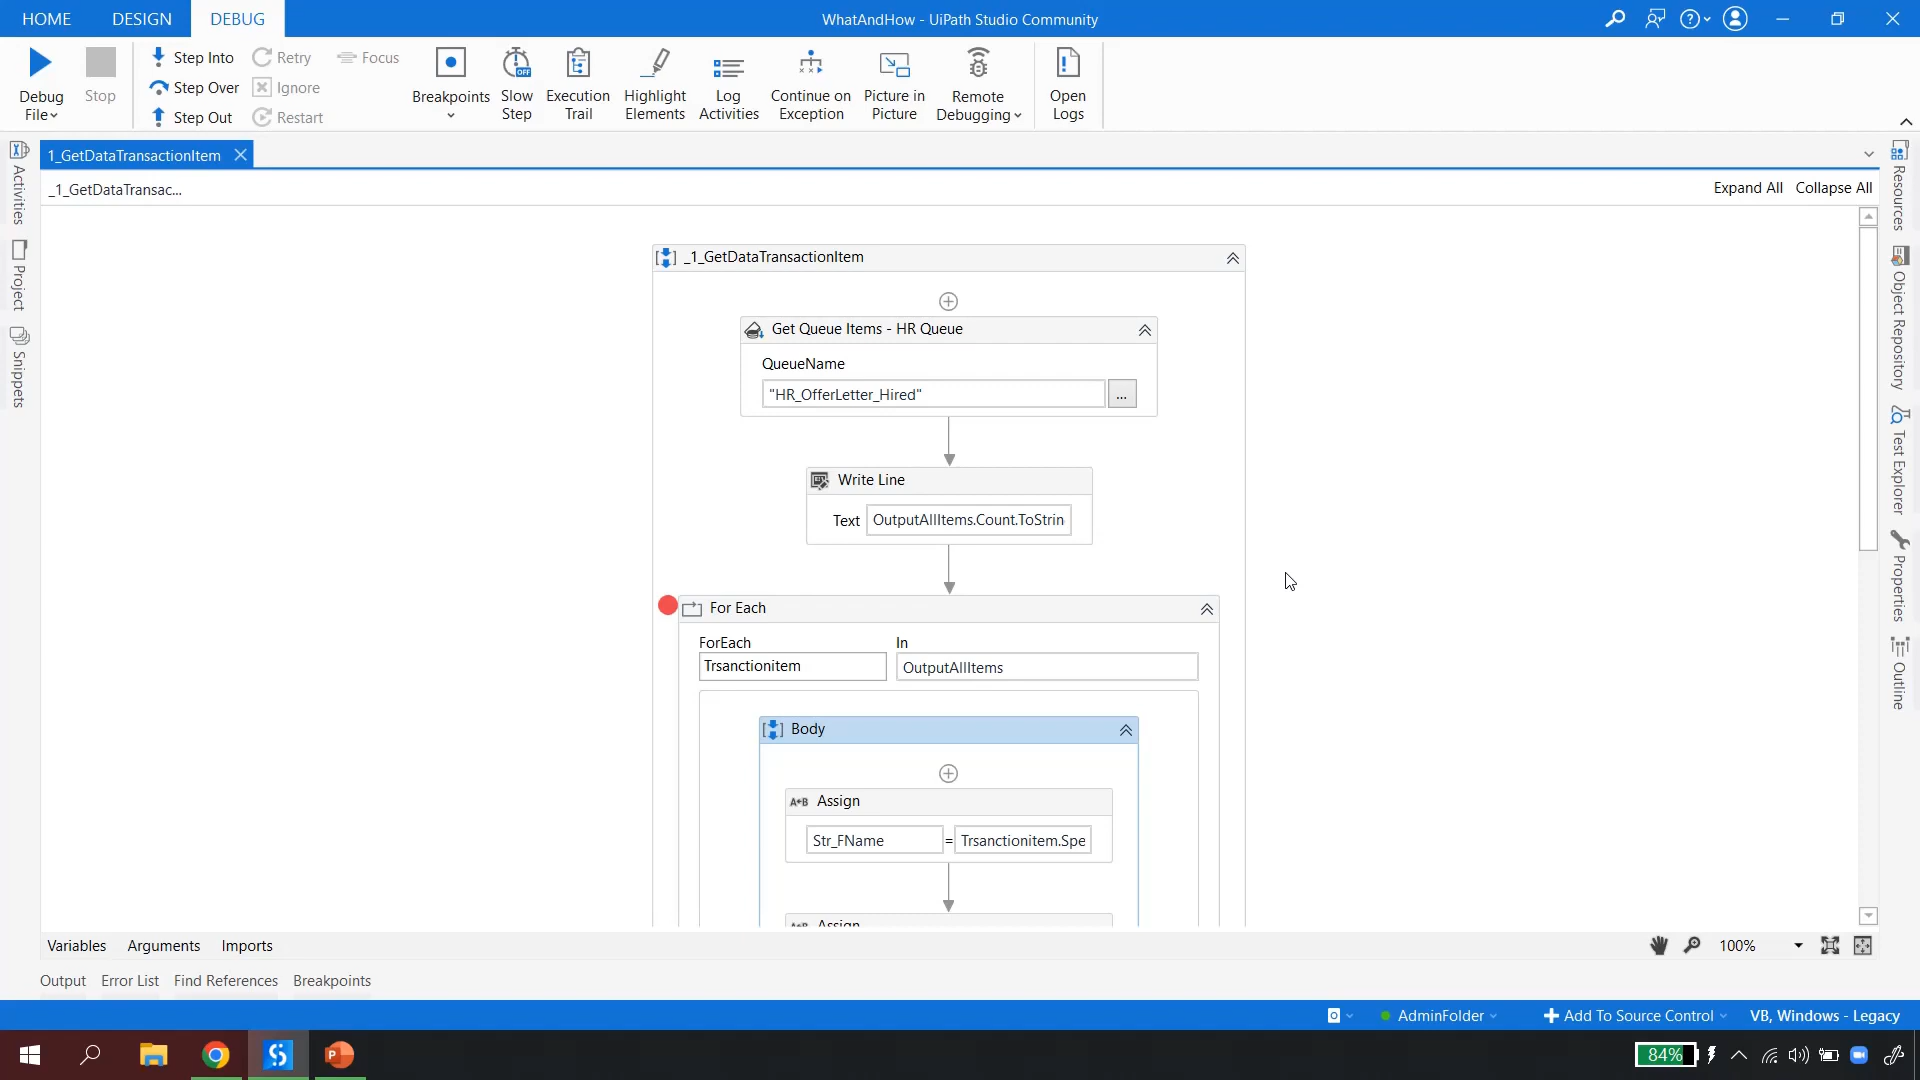 HOME DESIGN DEBUG
WhatAndHow - UiPath Studio Community
Debug File
Stop
Step Into
Step Over
Step Out
Retry
Ignore
Restart
Focus
Breakpoints
Slow Step
OFF
Execution Trail
Highlight Elements
Log Activities
Continue on Exception
Picture in Picture
Remote Debugging
Open Logs
1_GetDataTransactionItem
_1_GetDataTransac...
Expand All Collapse All
Activities
Project
Snippets
Resources
Object Repository
Test Explorer
Properties
Outline
_1_GetDataTransactionItem
Get Queue Items - HR Queue
QueueName
"HR_OfferLetter_Hired"
...
Write Line
Text OutputAllItems.Count.ToStrin
For Each
ForEach In
Trsanctionitem OutputAllItems
Body
A+B Assign
Str_FName = Trsanctionitem.Spe
Assign
Variables Arguments Imports
100%
Output Error List Find References Breakpoints
AdminFolder Add To Source Control VB, Windows - Legacy
84%